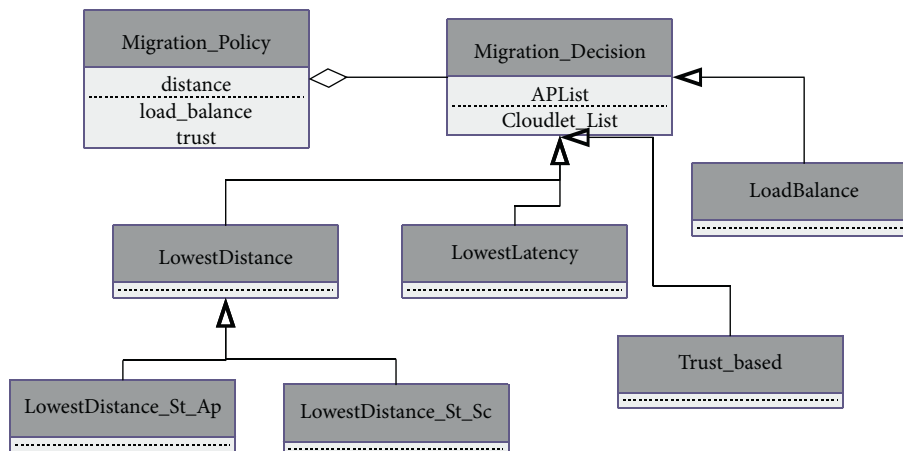 Migration_Policy
distance
load_balance
trust
Migration_Decision
APList
Cloudlet_List
LoadBalance
LowestDistance
LowestLatency
Trust_based
LowestDistance_St_Ap
LowestDistance_St_Sc